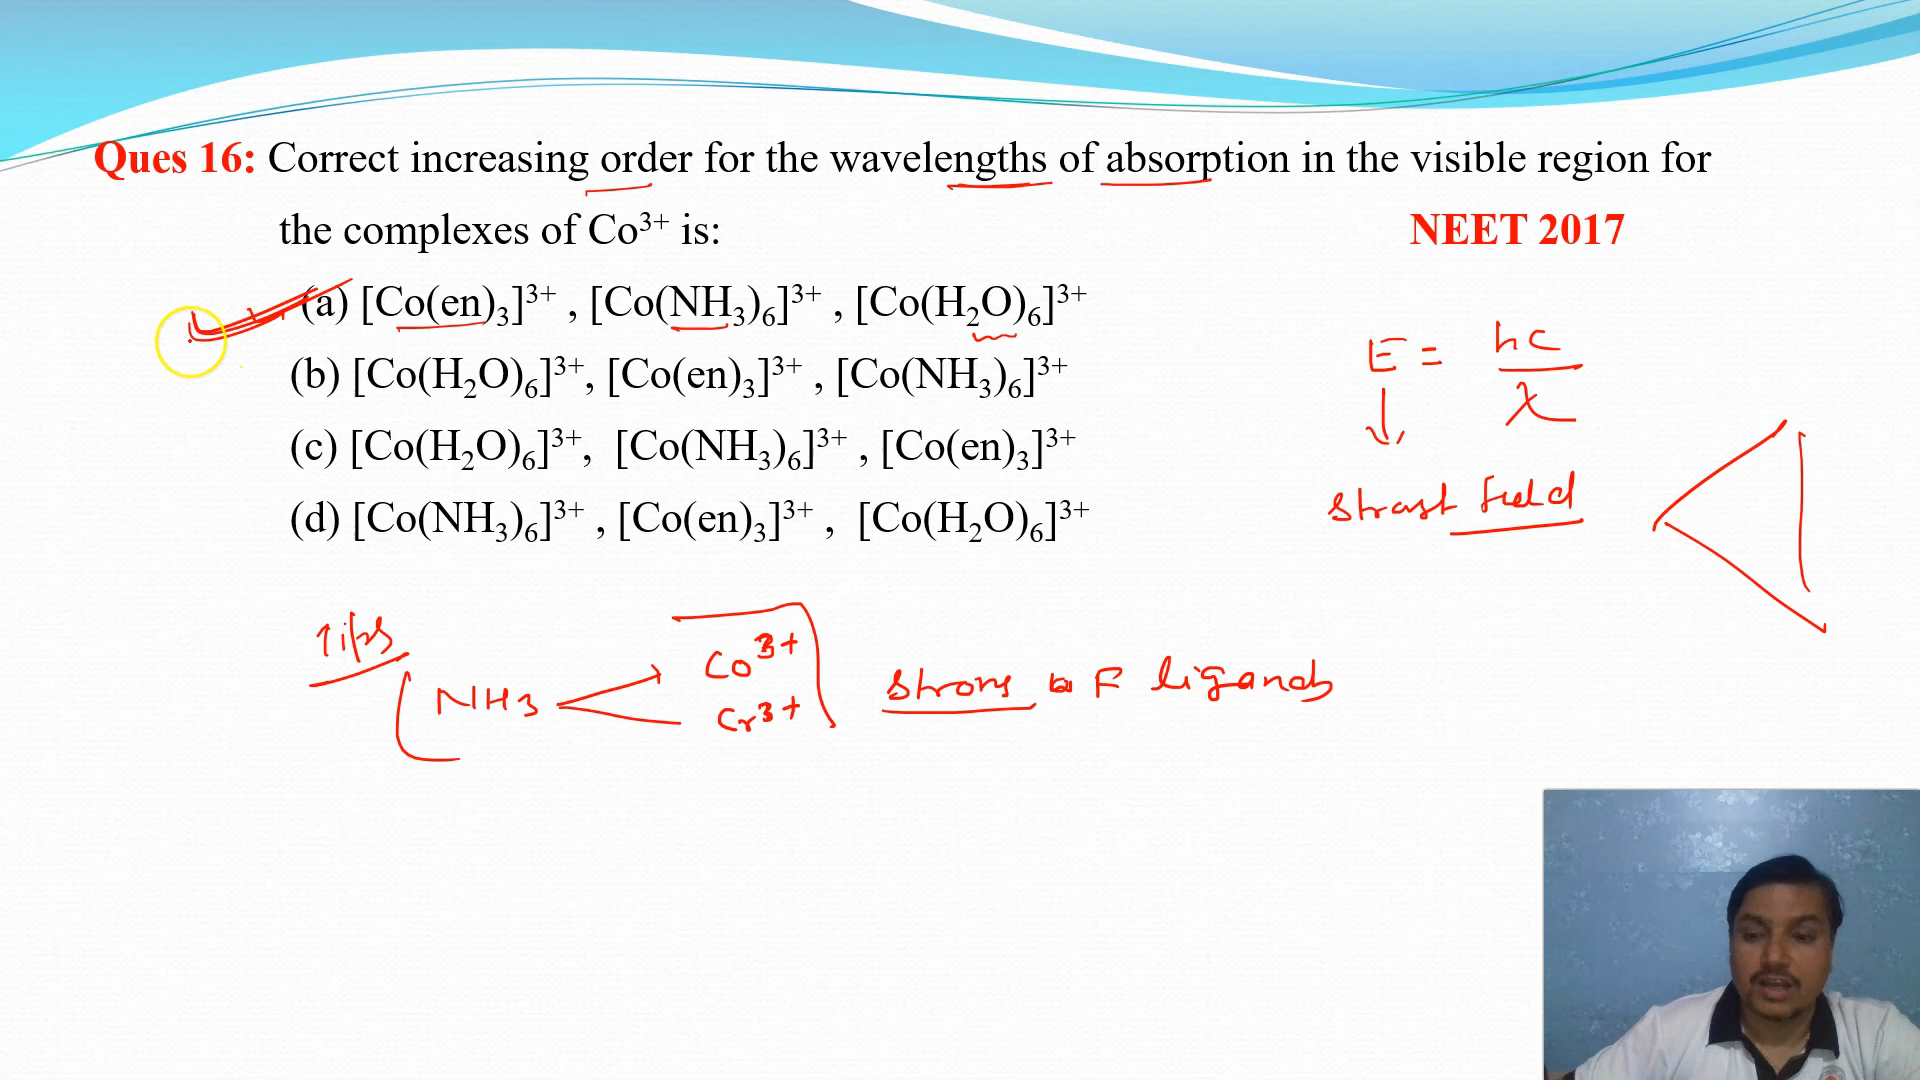 Ques 16: Correct increasing order for the wavelengths of absorption in the visible region for
the complexes of Co³⁺ is: NEET 2017
(a) [Co(en)₃]³⁺ , [Co(NH₃)₆]³⁺ , [Co(H₂O)₆]³⁺
(b) [Co(H₂O)₆]³⁺, [Co(en)₃]³⁺ , [Co(NH₃)₆]³⁺
(c) [Co(H₂O)₆]³⁺, [Co(NH₃)₆]³⁺ , [Co(en)₃]³⁺
(d) [Co(NH₃)₆]³⁺ , [Co(en)₃]³⁺ , [Co(H₂O)₆]³⁺
E = hc
λ
field
Tips
NH3
Co³⁺
Cr³⁺
Strong F ligands